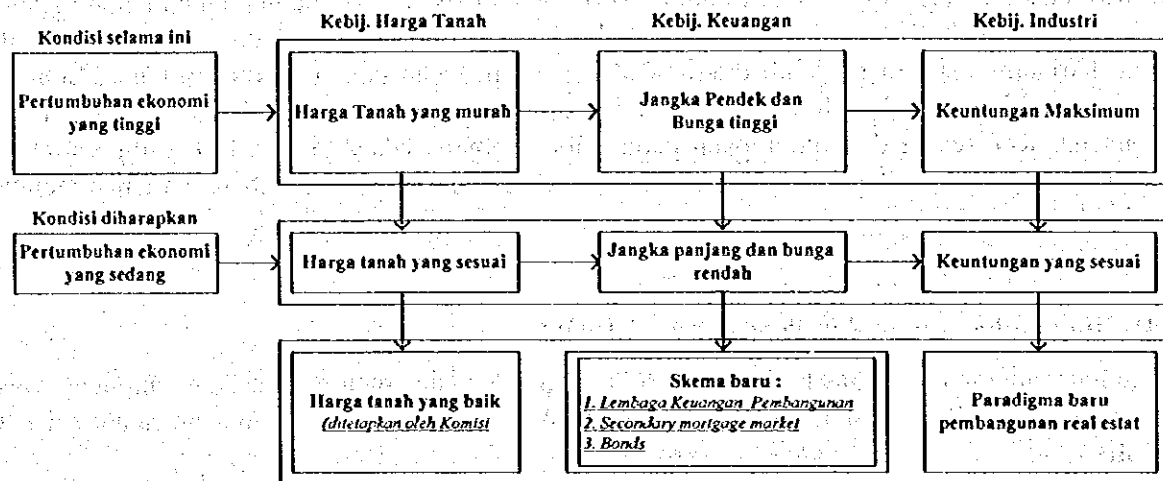 Kebij. Harga Tanah
Kebij. Keuangan
Kebij. Industri
Kondisi selama ini
Pertumbuhan ekonomi
yang tinggi
Harga Tanah yang murah
Jangka Pendek dan
Bunga tinggi
Keuntungan Maksimum
Kondisi diharapkan
Pertumbuhan ekonomi
yang sedang
Harga tanah yang sesuai
Jangka panjang dan bunga
rendah
Keuntungan yang sesuai
Harga tanah yang baik
(ditetapkan oleh Komisi
Skema baru :
1. Lembaga Keuangan Pembangunan
2. Secondary mortgage market
3. Bonds
Paradigma baru
pembangunan real estat